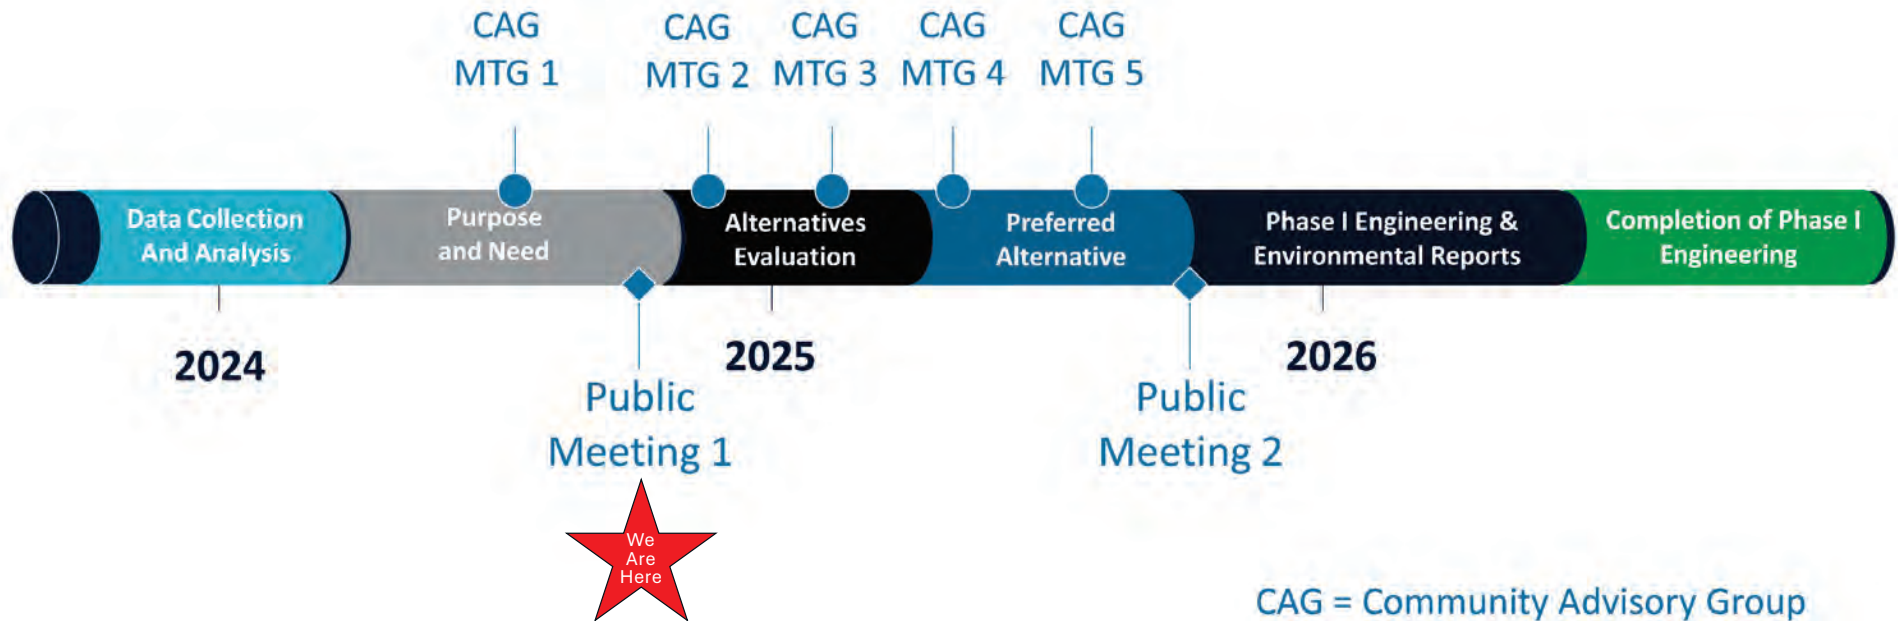 CAG
MTG 1
CAG
MTG 2
CAG
MTG 3
CAG
MTG 4
CAG
MTG 5
Data Collection
And Analysis
Purpose
and Need
Alternatives
Evaluation
Preferred
Alternative
Phase I Engineering &
Environmental Reports
Completion of Phase I
Engineering
2024
2025
2026
Public
Meeting 1
Public
Meeting 2
We
Are
Here
CAG = Community Advisory Group